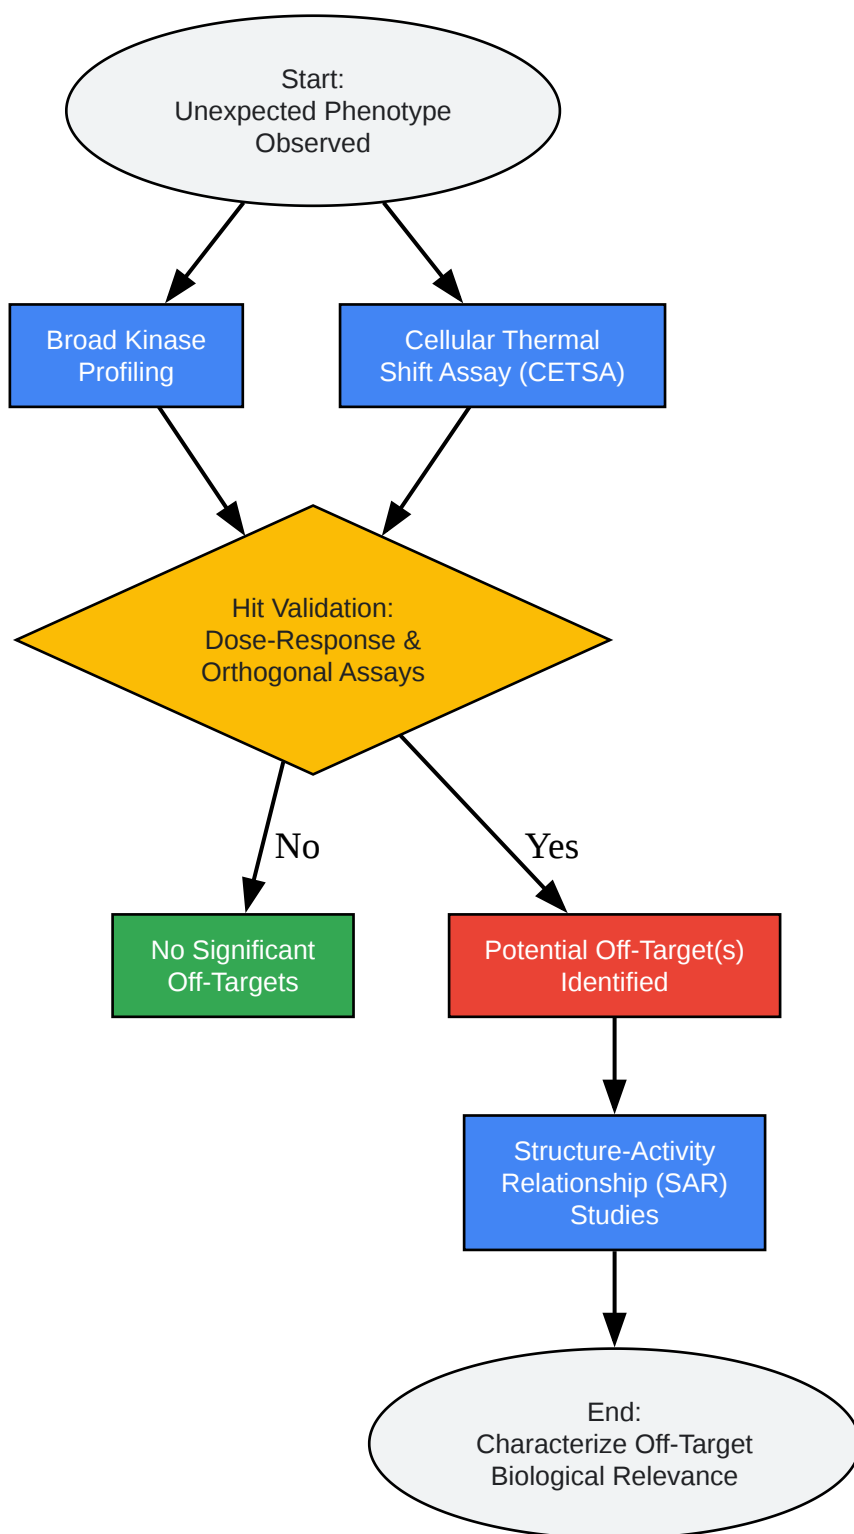 Start:
Unexpected Phenotype
Observed
Broad Kinase
Profiling
Cellular Thermal
Shift Assay (CETSA)
Hit Validation:
Dose-Response &
Orthogonal Assays
No
Yes
No Significant
Off-Targets
Potential Off-Target(s)
Identified
Structure-Activity
Relationship (SAR)
Studies
End:
Characterize Off-Target
Biological Relevance